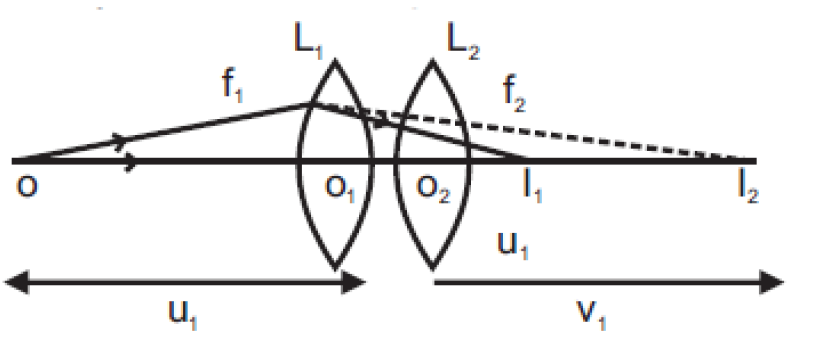 L₁ L₂
f₁ f₂
O O₁ O₂ I₁ I₂
u₁
u₁ v₁